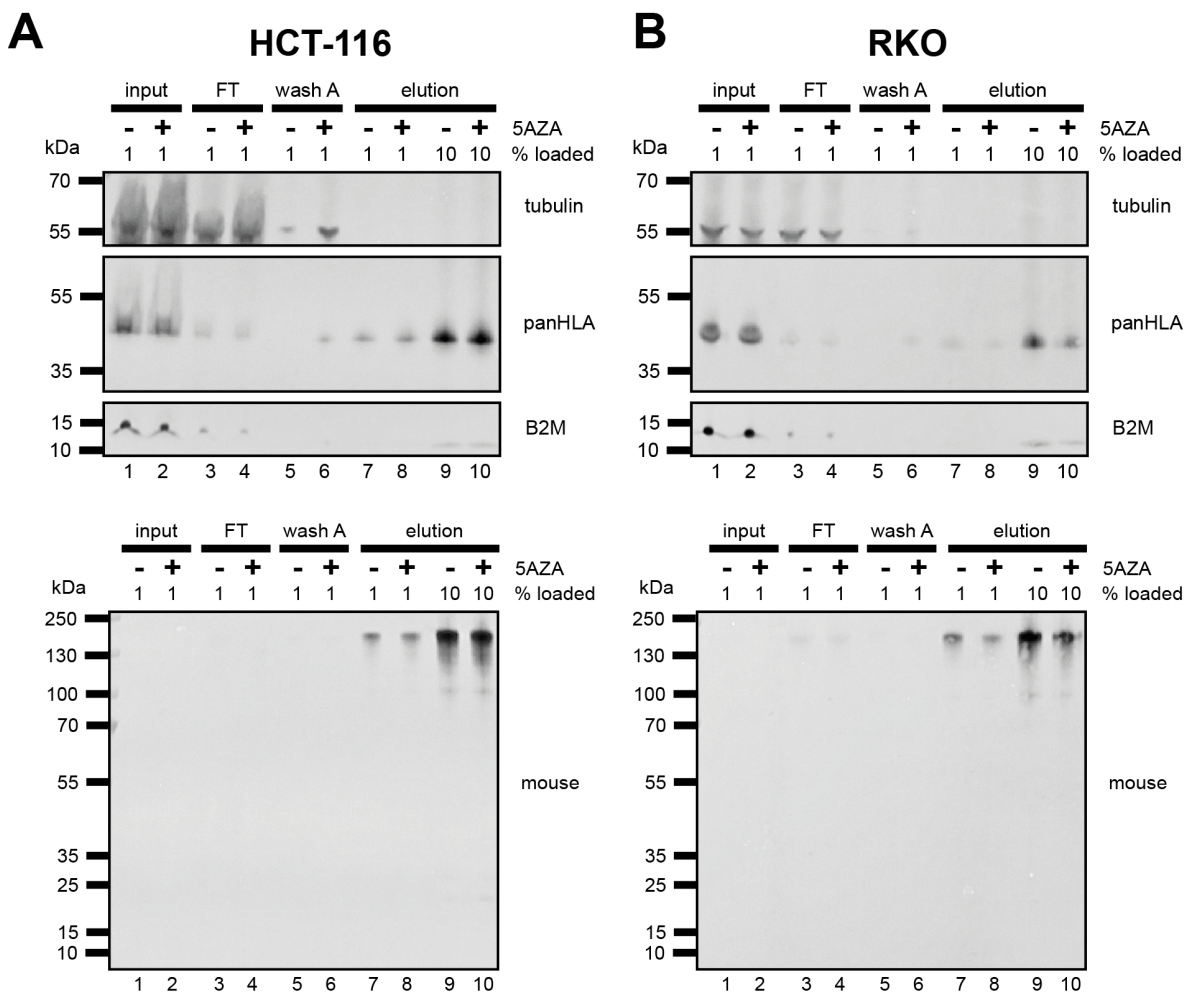 A
HCT-116
input FT wash A elution
- + - + - + - + - + 5AZA
kDa 1 1 1 1 1 1 1 1 10 10 % loaded
70
tubulin
55
55
panHLA
35
15
B2M
10
1 2 3 4 5 6 7 8 9 10
input FT wash A elution
- + - + - + - + - + 5AZA
kDa 1 1 1 1 1 1 1 1 10 10 % loaded
250
130
100
70
55
mouse
35
25
15
10
1 2 3 4 5 6 7 8 9 10
B
RKO
input FT wash A elution
- + - + - + - + - + 5AZA
kDa 1 1 1 1 1 1 1 1 10 10 % loaded
70
tubulin
55
55
panHLA
35
15
B2M
10
1 2 3 4 5 6 7 8 9 10
input FT wash A elution
- + - + - + - + - + 5AZA
kDa 1 1 1 1 1 1 1 1 10 10 % loaded
250
130
100
70
55
mouse
35
25
15
10
1 2 3 4 5 6 7 8 9 10